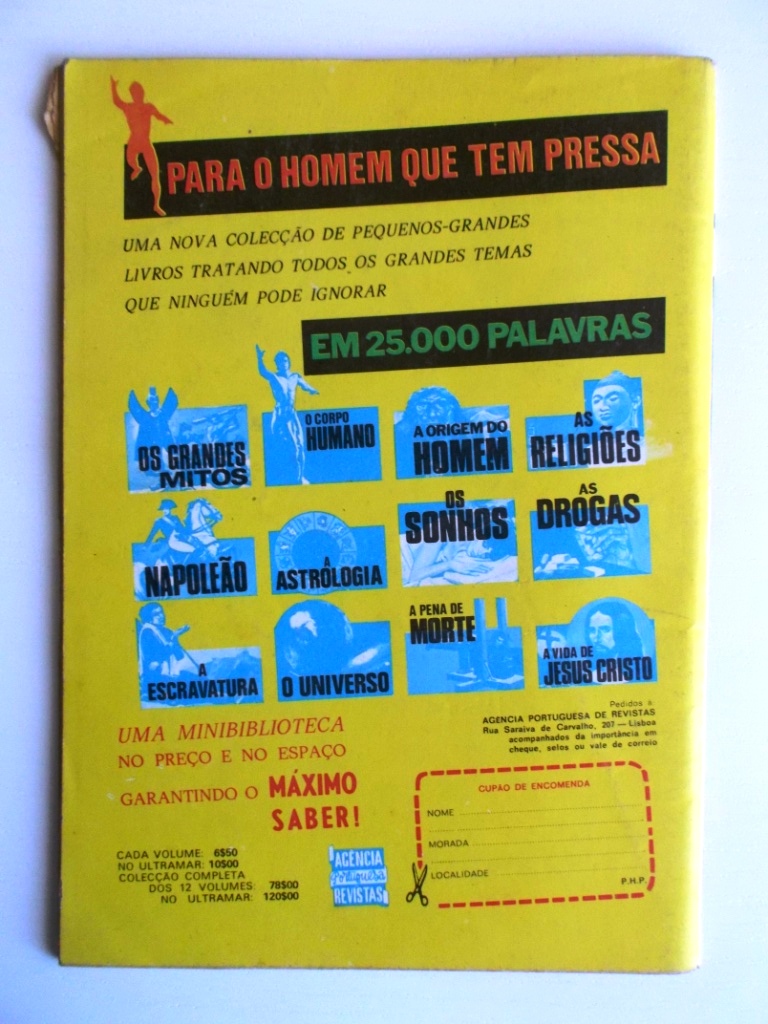 PARA O HOMEM QUE TEM PRESSA
UMA NOVA COLECÇÃO DE PEQUENOS-GRANDES
LIVROS TRATANDO TODOS OS GRANDES TEMAS
QUE NINGUÉM PODE IGNORAR
EM 25.000 PALAVRAS
OS GRANDES
MITOS
O CORPO
HUMANO
A ORIGEM DO
HOMEM
AS
RELIGIÕES
NAPOLEÃO
A
ASTROLOGIA
OS
SONHOS
AS
DROGAS
A
ESCRAVATURA
O UNIVERSO
A PENA DE
MORTE
A VIDA DE
JESUS CRISTO
UMA MINIBIBLIOTECA
NO PREÇO E NO ESPAÇO
GARANTINDO O MÁXIMO
SABER!
Pedidos à
AGENCIA PORTUGUESA DE REVISTAS
Rua Saraiva de Carvalho, 207 — Lisboa
acompanhados da importância em
cheque, selos ou vale de correio
CADA VOLUME: 6$50
NO ULTRAMAR: 10$00
COLECÇÃO COMPLETA
DOS 12 VOLUMES: 78$00
NO ULTRAMAR: 120$00
AGÊNCIA
Portuguesa
REVISTAS
CUPÃO DE ENCOMENDA
NOME
MORADA
LOCALIDADE
P.H.P.